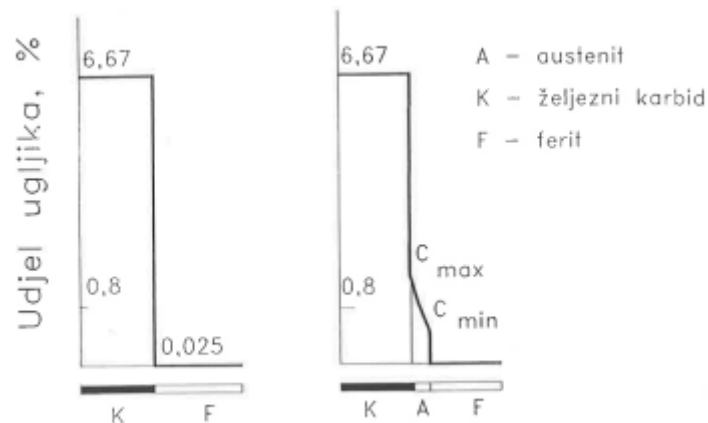 Udjel ugljika, %
6,67
0,8
0,025
K F
6,67
0,8
C max
C min
K A F
A – austenit
K – željezni karbid
F – ferit